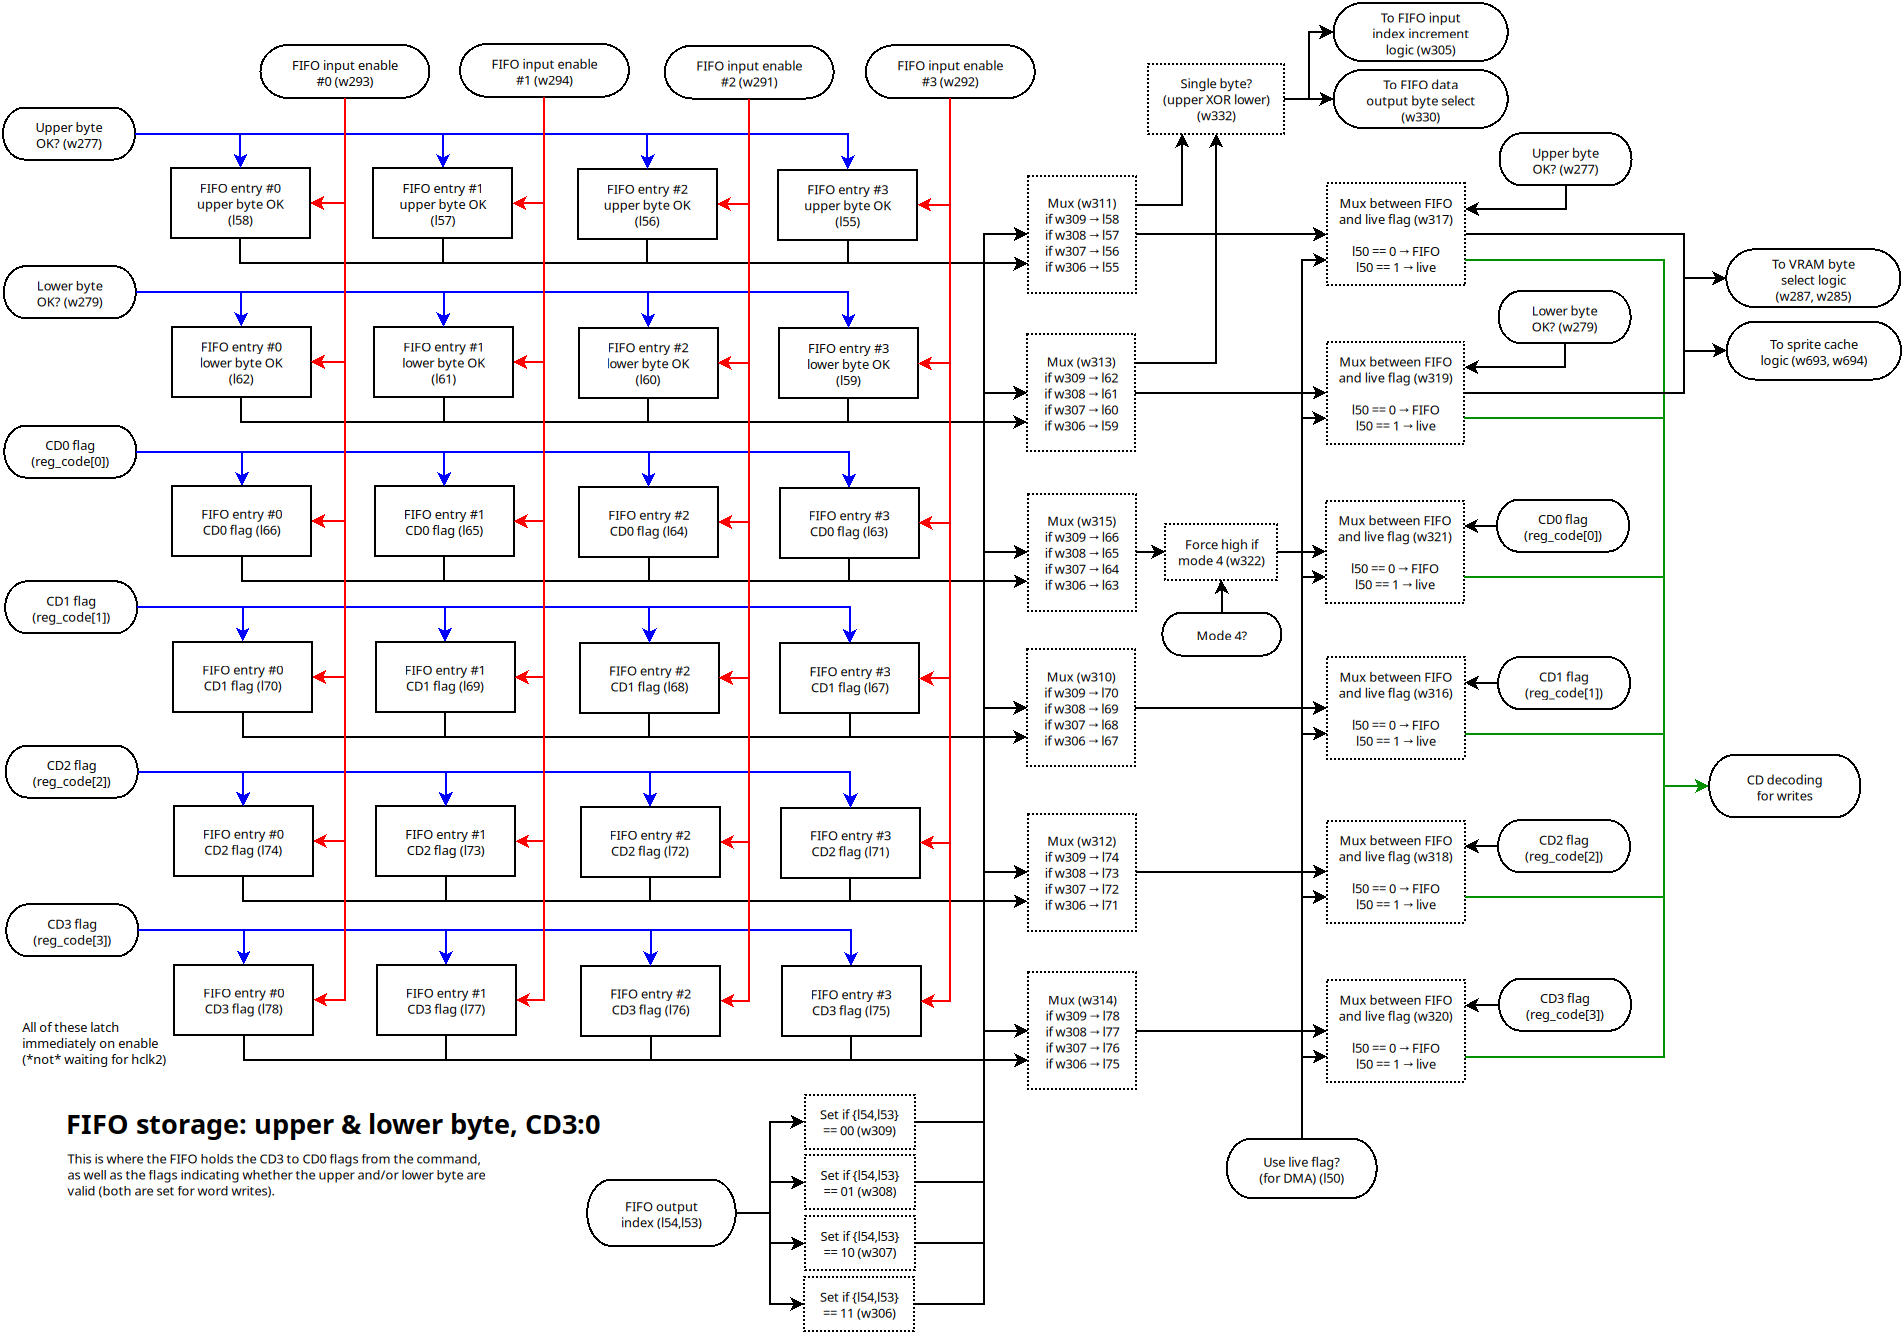 To FIFO input
index increment
logic (w305)
FIFO input enable
#0 (w293)
FIFO input enable
#1 (w294)
FIFO input enable
#2 (w291)
FIFO input enable
#3 (w292)
Single byte?
(upper XOR lower)
(w332)
To FIFO data
output byte select
(w330)
Upper byte
OK? (w277)
Upper byte
OK? (w277)
FIFO entry #0
upper byte OK
(l58)
FIFO entry #1
upper byte OK
(l57)
FIFO entry #2
upper byte OK
(l56)
FIFO entry #3
upper byte OK
(l55)
Mux (w311)
if w309 → l58
if w308 → l57
if w307 → l56
if w306 → l55
Mux between FIFO
and live flag (w317)
l50 == 0 → FIFO
l50 == 1 → live
To VRAM byte
select logic
(w287, w285)
Lower byte
OK? (w279)
Lower byte
OK? (w279)
To sprite cache
logic (w693, w694)
FIFO entry #0
lower byte OK
(l62)
FIFO entry #1
lower byte OK
(l61)
FIFO entry #2
lower byte OK
(l60)
FIFO entry #3
lower byte OK
(l59)
Mux (w313)
if w309 → l62
if w308 → l61
if w307 → l60
if w306 → l59
Mux between FIFO
and live flag (w319)
l50 == 0 → FIFO
l50 == 1 → live
CD0 flag
(reg_code[0])
FIFO entry #0
CD0 flag (l66)
FIFO entry #1
CD0 flag (l65)
FIFO entry #2
CD0 flag (l64)
FIFO entry #3
CD0 flag (l63)
Mux (w315)
if w309 → l66
if w308 → l65
if w307 → l64
if w306 → l63
Force high if
mode 4 (w322)
Mode 4?
Mux between FIFO
and live flag (w321)
l50 == 0 → FIFO
l50 == 1 → live
CD0 flag
(reg_code[0])
CD1 flag
(reg_code[1])
FIFO entry #0
CD1 flag (l70)
FIFO entry #1
CD1 flag (l69)
FIFO entry #2
CD1 flag (l68)
FIFO entry #3
CD1 flag (l67)
Mux (w310)
if w309 → l70
if w308 → l69
if w307 → l68
if w306 → l67
Mux between FIFO
and live flag (w316)
l50 == 0 → FIFO
l50 == 1 → live
CD1 flag
(reg_code[1])
CD decoding
for writes
CD2 flag
(reg_code[2])
FIFO entry #0
CD2 flag (l74)
FIFO entry #1
CD2 flag (l73)
FIFO entry #2
CD2 flag (l72)
FIFO entry #3
CD2 flag (l71)
Mux (w312)
if w309 → l74
if w308 → l73
if w307 → l72
if w306 → l71
Mux between FIFO
and live flag (w318)
l50 == 0 → FIFO
l50 == 1 → live
CD2 flag
(reg_code[2])
CD3 flag
(reg_code[3])
FIFO entry #0
CD3 flag (l78)
FIFO entry #1
CD3 flag (l77)
FIFO entry #2
CD3 flag (l76)
FIFO entry #3
CD3 flag (l75)
Mux (w314)
if w309 → l78
if w308 → l77
if w307 → l76
if w306 → l75
Mux between FIFO
and live flag (w320)
l50 == 0 → FIFO
l50 == 1 → live
CD3 flag
(reg_code[3])
All of these latch
immediately on enable
(*not* waiting for hclk2)
FIFO storage: upper & lower byte, CD3:0
This is where the FIFO holds the CD3 to CD0 flags from the command,
as well as the flags indicating whether the upper and/or lower byte are
valid (both are set for word writes).
FIFO output
index (l54,l53)
Set if {l54,l53}
== 00 (w309)
Set if {l54,l53}
== 01 (w308)
Set if {l54,l53}
== 10 (w307)
Set if {l54,l53}
== 11 (w306)
Use live flag?
(for DMA) (l50)